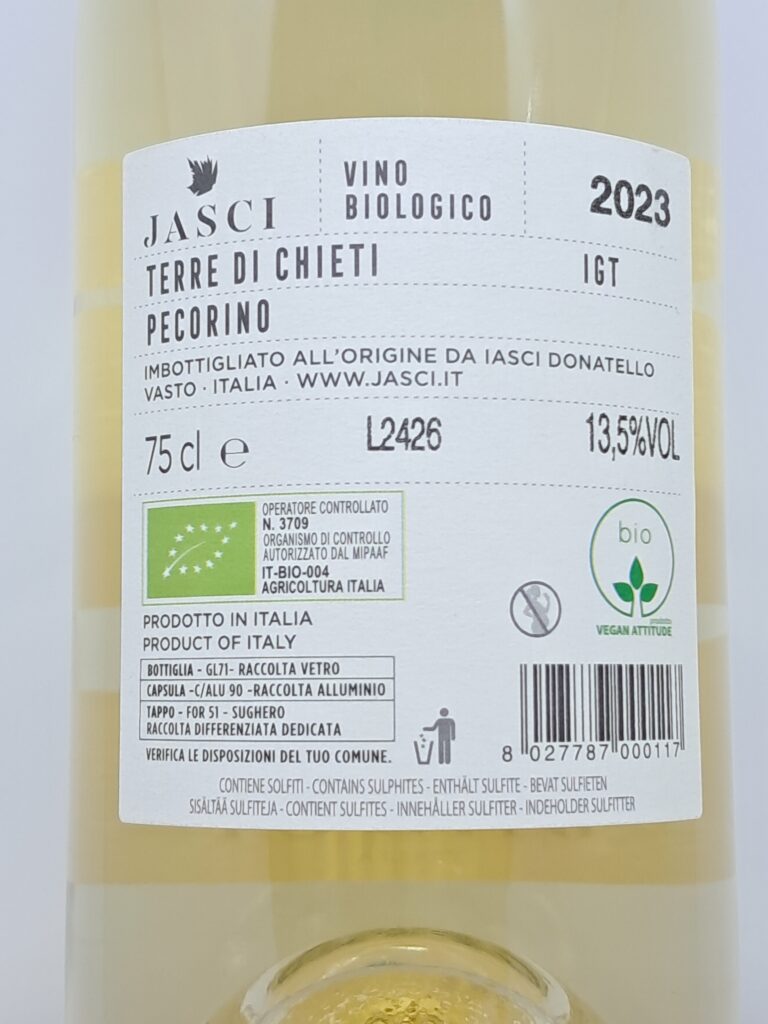 JASCI
VINO
BIOLOGICO
2023
TERRE DI CHIETI
IGT
PECORINO
IMBOTTIGLIATO ALL'ORIGINE DA IASCI DONATELLO
VASTO · ITALIA · WWW.JASCI.IT
75 cl ℮
L2426
13,5%VOL
OPERATORE CONTROLLATO
N. 3709
ORGANISMO DI CONTROLLO
AUTORIZZATO DAL MIPAAF
IT-BIO-004
AGRICOLTURA ITALIA
bio
prodotto
VEGAN ATTITUDE
PRODOTTO IN ITALIA
PRODUCT OF ITALY
BOTTIGLIA - GL71- RACCOLTA VETRO
CAPSULA -C/ALU 90 -RACCOLTA ALLUMINIO
TAPPO - FOR 51 - SUGHERO
RACCOLTA DIFFERENZIATA DEDICATA
VERIFICA LE DISPOSIZIONI DEL TUO COMUNE.
8 027787 000117
CONTIENE SOLFITI - CONTAINS SULPHITES - ENTHÄLT SULFITE - BEVAT SULFIETEN
SISÄLTÄÄ SULFITEJA - CONTIENT SULFITES - INNEHÅLLER SULFITER - INDEHOLDER SULFITTER